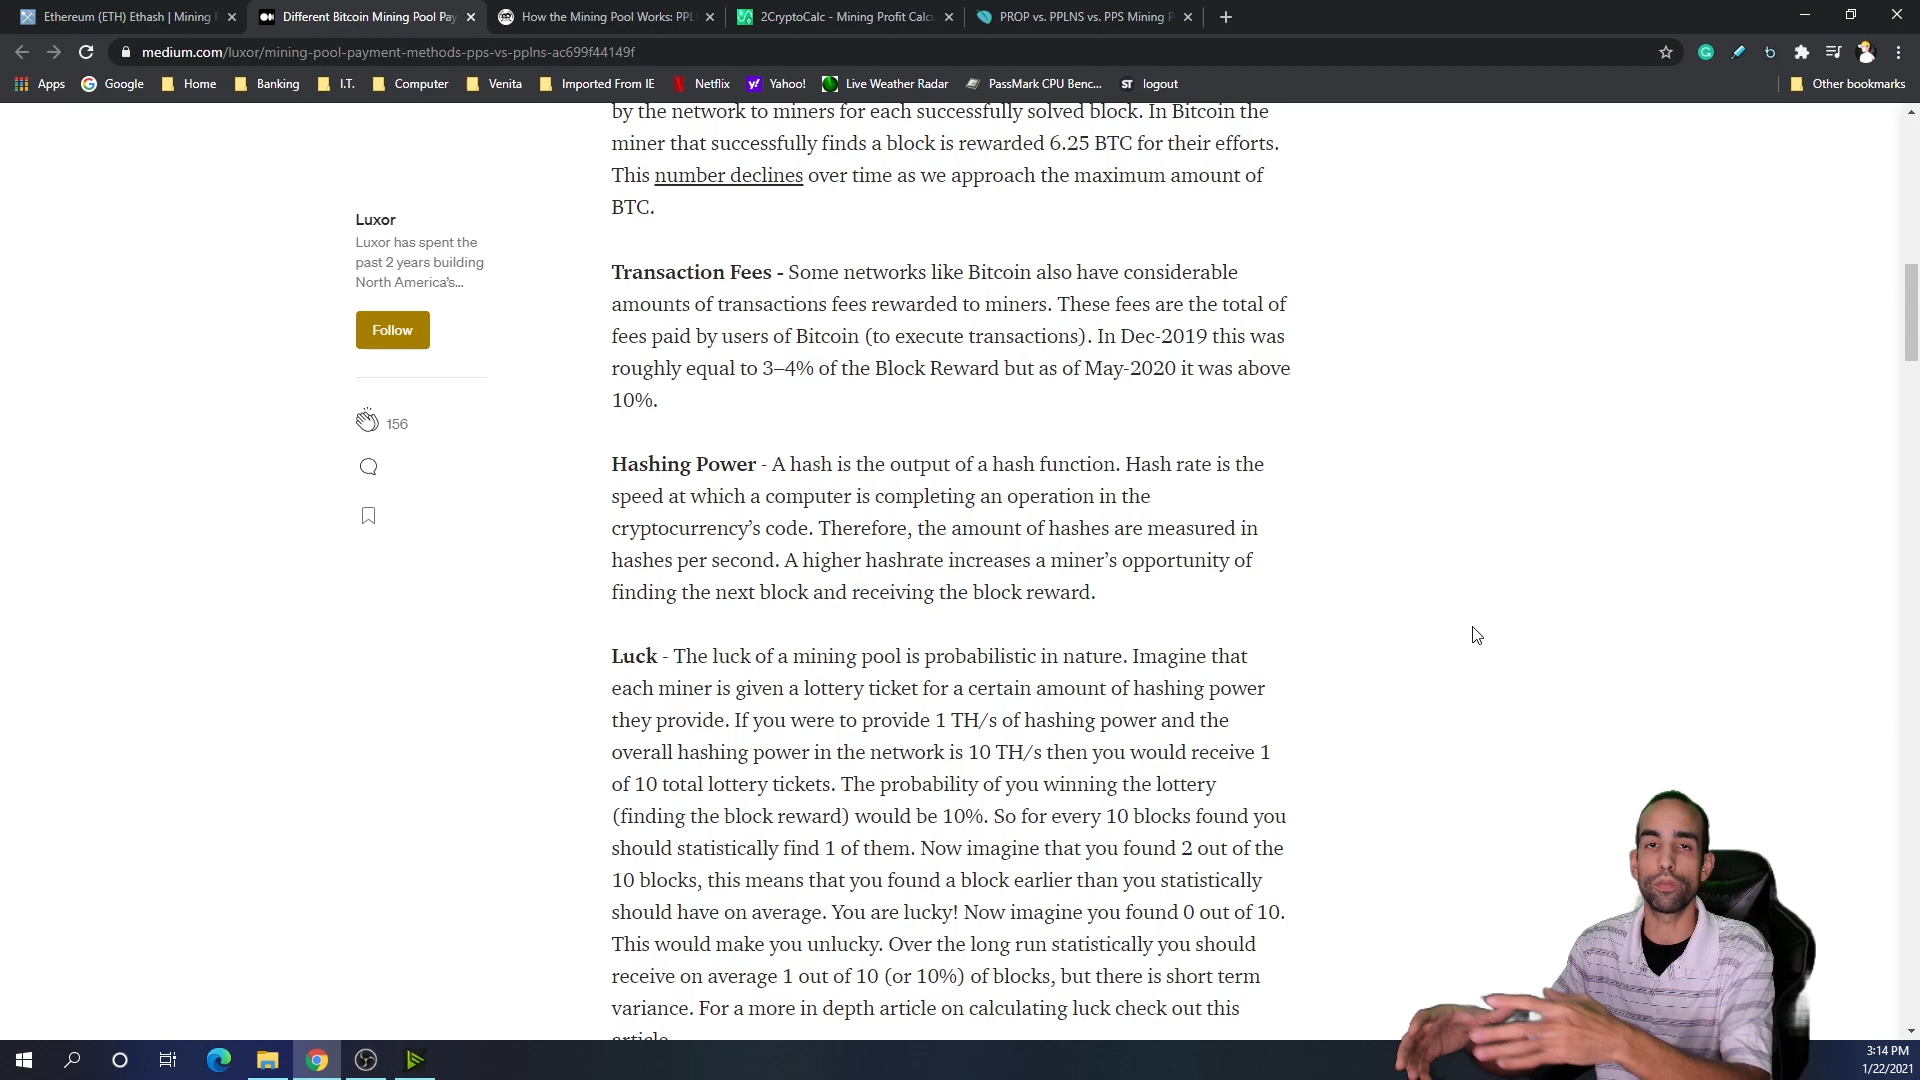 Ethereum (ETH) Ethash | Mining P
Different Bitcoin Mining Pool Pay
How the Mining Pool Works: PPL
2CryptoCalc - Mining Profit Calcu
PROP vs. PPLNS vs. PPS Mining P
medium.com/luxor/mining-pool-payment-methods-pps-vs-pplns-ac699f44149f
Apps Google Home Banking I.T. Computer Venita Imported From IE Netflix Yahoo! Live Weather Radar PassMark CPU Benc... ST logout Other bookmarks
by the network to miners for each successfully solved block. In Bitcoin the
miner that successfully finds a block is rewarded 6.25 BTC for their efforts.
This number declines over time as we approach the maximum amount of
BTC.
Luxor
Luxor has spent the
past 2 years building
North America's...
Follow
156
Transaction Fees - Some networks like Bitcoin also have considerable
amounts of transactions fees rewarded to miners. These fees are the total of
fees paid by users of Bitcoin (to execute transactions). In Dec-2019 this was
roughly equal to 3–4% of the Block Reward but as of May-2020 it was above
10%.
Hashing Power - A hash is the output of a hash function. Hash rate is the
speed at which a computer is completing an operation in the
cryptocurrency's code. Therefore, the amount of hashes are measured in
hashes per second. A higher hashrate increases a miner's opportunity of
finding the next block and receiving the block reward.
Luck - The luck of a mining pool is probabilistic in nature. Imagine that
each miner is given a lottery ticket for a certain amount of hashing power
they provide. If you were to provide 1 TH/s of hashing power and the
overall hashing power in the network is 10 TH/s then you would receive 1
of 10 total lottery tickets. The probability of you winning the lottery
(finding the block reward) would be 10%. So for every 10 blocks found you
should statistically find 1 of them. Now imagine that you found 2 out of the
10 blocks, this means that you found a block earlier than you statistically
should have on average. You are lucky! Now imagine you found 0 out of 10.
This would make you unlucky. Over the long run statistically you should
receive on average 1 out of 10 (or 10%) of blocks, but there is short term
variance. For a more in depth article on calculating luck check out this
article
3:14 PM
1/22/2021